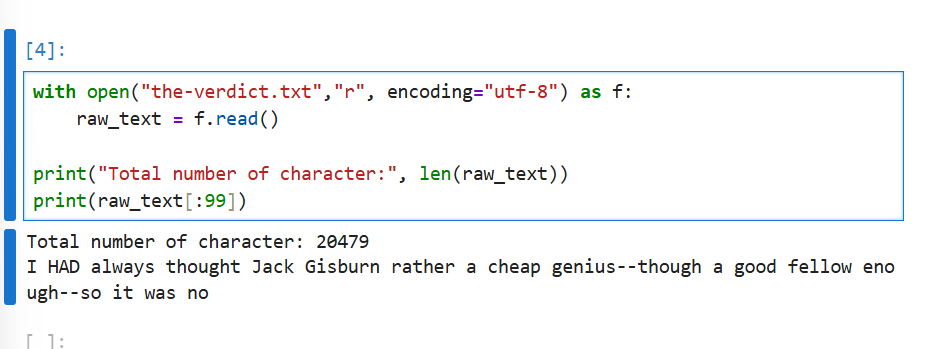 [4]:
with open("the-verdict.txt","r", encoding="utf-8") as f:
    raw_text = f.read()
print("Total number of character:", len(raw_text))
print(raw_text[:99])
Total number of character: 20479
I HAD always thought Jack Gisburn rather a cheap genius--though a good fellow eno
ugh--so it was no
[ ]: